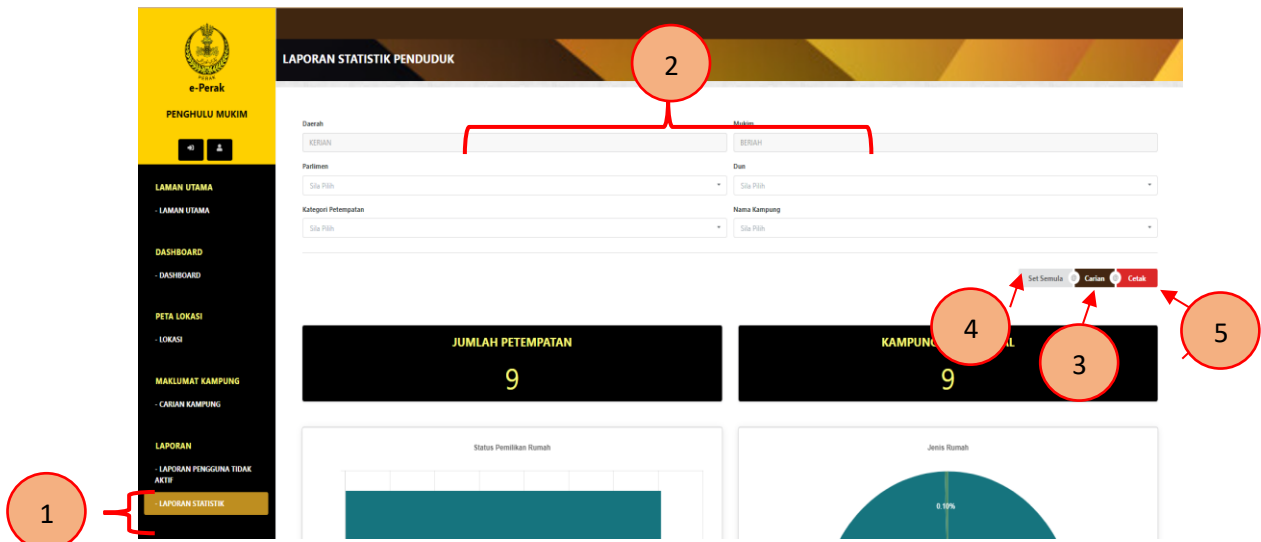 PERAK
e-Perak
PENGHULU MUKIM
LAMAN UTAMA
- LAMAN UTAMA
DASHBOARD
- DASHBOARD
PETA LOKASI
- LOKASI
MAKLUMAT KAMPUNG
- CARIAN KAMPUNG
LAPORAN
- LAPORAN PENGGUNA TIDAK
AKTIF
- LAPORAN STATISTIK
1
LAPORAN STATISTIK PENDUDUK
2
Daerah
Mukim
KERIAN
BERIAH
Parlimen
Dun
Sila Pilih
Sila Pilih
Kategori Petempatan
Nama Kampung
Sila Pilih
Sila Pilih
Set Semula
Carian
Cetak
4
3
5
JUMLAH PETEMPATAN
9
KAMPUNG
9
Status Pemilikan Rumah
Jenis Rumah
0.19%